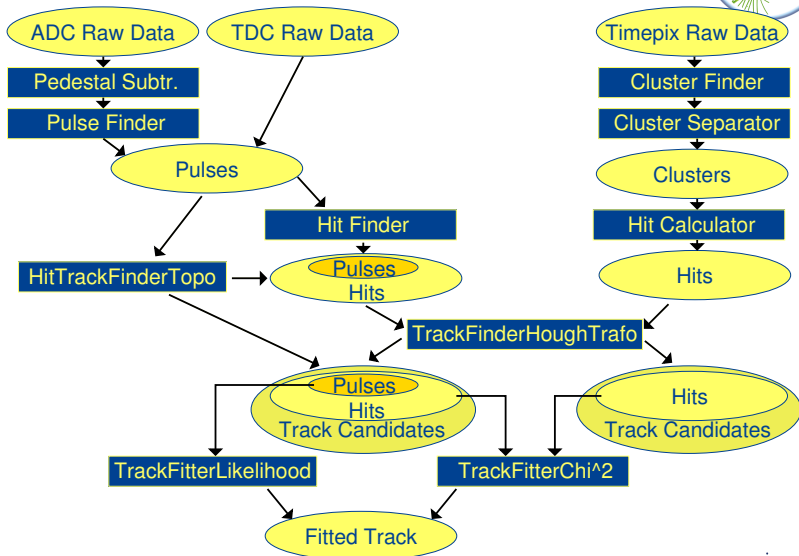 ADC Raw Data
TDC Raw Data
Timepix Raw Data
Pedestal Subtr.
Cluster Finder
Pulse Finder
Cluster Separator
Pulses
Clusters
Hit Finder
Hit Calculator
HitTrackFinderTopo
Pulses
Hits
Hits
TrackFinderHoughTrafo
Pulses
Hits
Track Candidates
Hits
Track Candidates
TrackFitterLikelihood
TrackFitterChi^2
Fitted Track